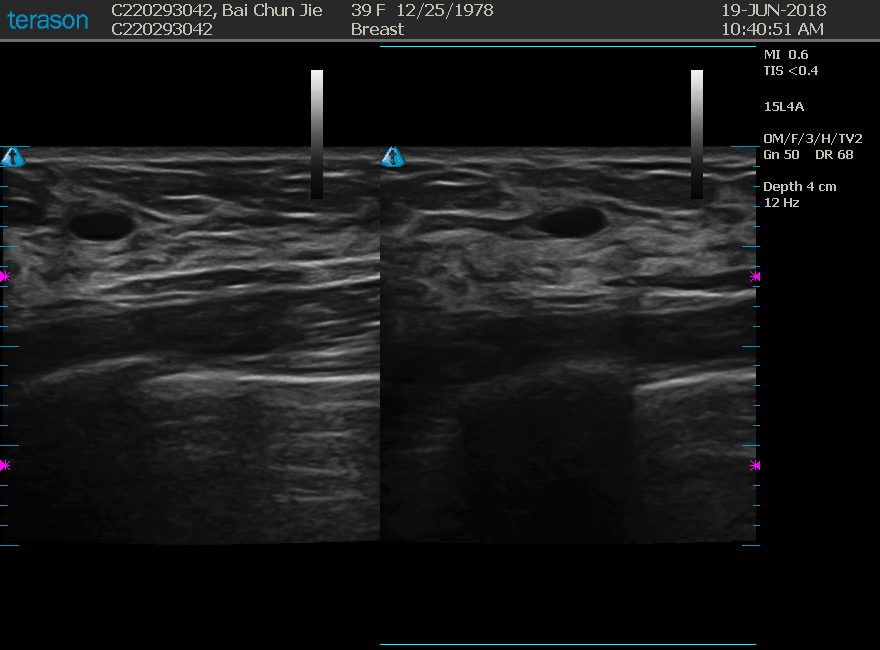 terason
C220293042, Bai Chun Jie 39 F 12/25/1978 19-JUN-2018
C220293042 Breast 10:40:51 AM
MI 0.6
TIS <0.4
15L4A
OM/F/3/H/TV2
Gn 50 DR 68
Depth 4 cm
12 Hz